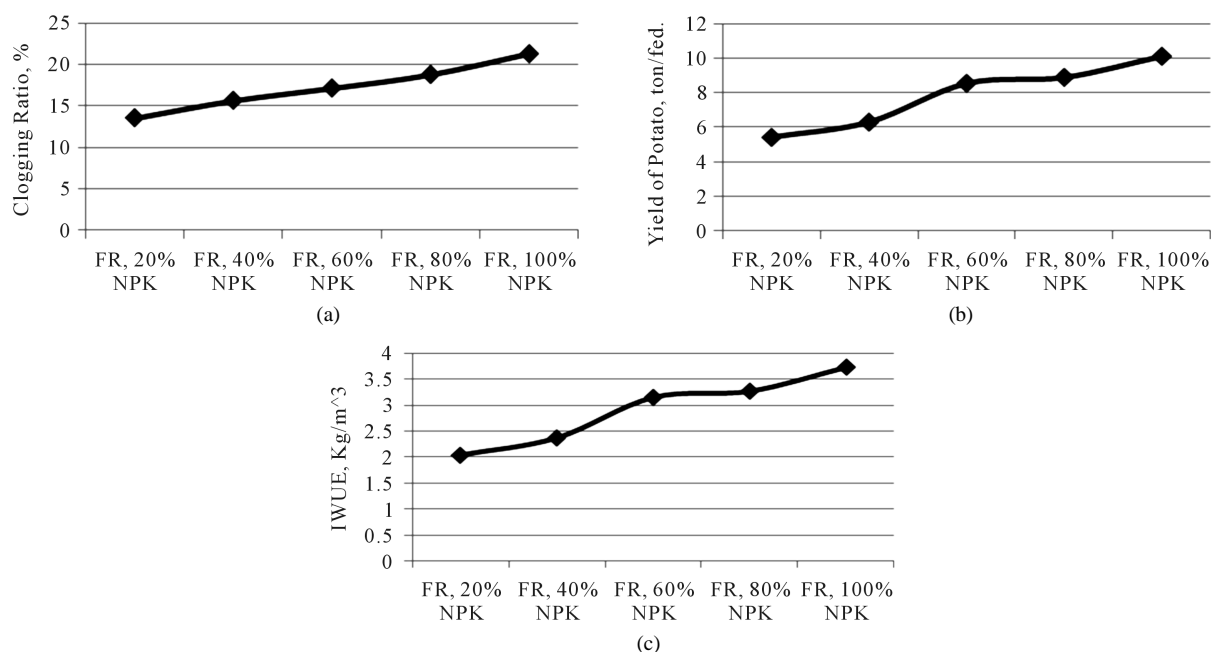 Clogging Ratio, %
25
20
15
10
5
0
FR, 20% FR, 40% FR, 60% FR, 80% FR, 100%
NPK NPK NPK NPK NPK
(a)
Yield of Potato, ton/fed.
12
10
8
6
4
2
0
FR, 20% FR, 40% FR, 60% FR, 80% FR, 100%
NPK NPK NPK NPK NPK
(b)
IWUE, Kg/m^3
4
3.5
3
2.5
2
1.5
1
0.5
0
FR, 20% FR, 40% FR, 60% FR, 80% FR, 100%
NPK NPK NPK NPK NPK
(c)